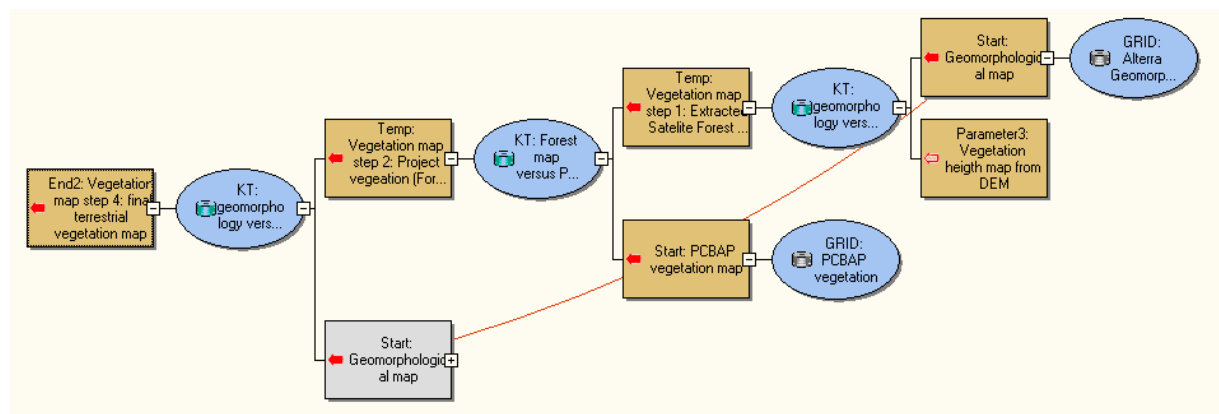 End2: Vegetation
map step 4: final
terrestrial
vegetation map
KT:
geomorpho
logy vers...
Temp:
Vegetation map
step 2: Project
vegeation (For...
Start:
Geomorphologic
al map
KT: Forest
map
versus P...
Temp:
Vegetation map
step 1: Extracted
Satelite Forest ...
Start: PCBAP
vegetation map
KT:
geomorpho
logy vers...
GRID:
PCBAP
vegetation
Start:
Geomorphologic
al map
Parameter3:
Vegetation
heigth map from
DEM
GRID:
Alterra
Geomorp...